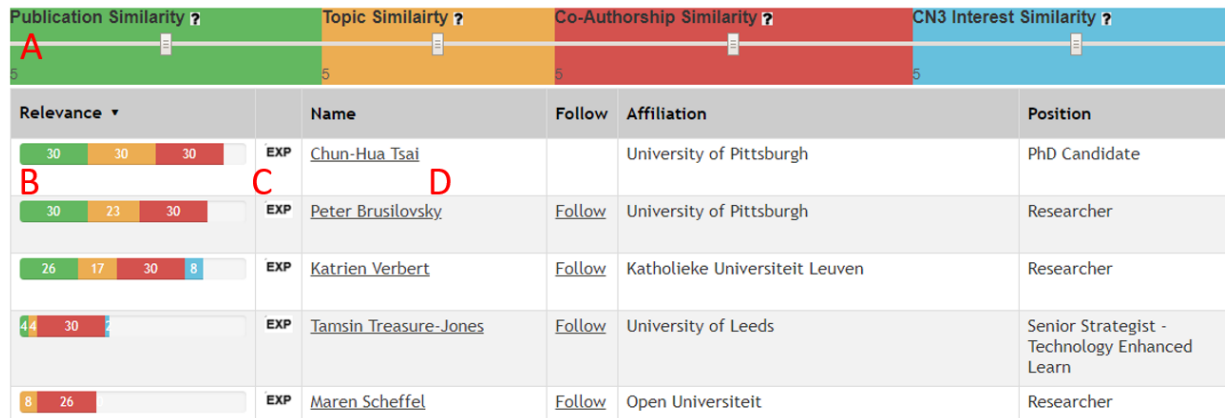 Publication Similarity ? Topic Similairty ? Co-Authorship Similarity ? CN3 Interest Similarity ?
A
5 5 5 5
Relevance ▼ Name Follow Affiliation Position
30 30 30 EXP Chun-Hua Tsai University of Pittsburgh PhD Candidate
B C D
30 23 30 EXP Peter Brusilovsky Follow University of Pittsburgh Researcher
26 17 30 8 EXP Katrien Verbert Follow Katholieke Universiteit Leuven Researcher
4 4 30 2 EXP Tamsin Treasure-Jones Follow University of Leeds Senior Strategist -
Technology Enhanced
Learn
8 26 0 EXP Maren Scheffel Follow Open Universiteit Researcher